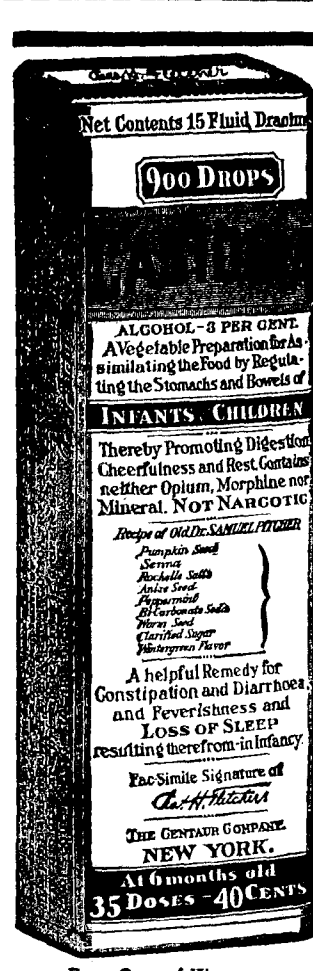 Net Contents 15 Fluid Drachms
900 DROPS
CASTORIA
ALCOHOL-3 PER CENT.
A Vegetable Preparation for As-
similating the Food by Regula-
ting the Stomachs and Bowels of
INFANTS. CHILDREN
Thereby Promoting Digestion
Cheerfulness and Rest. Contains
neither Opium, Morphine nor
Mineral. NOT NARCOTIC
Recipe of Old Dr. SAMUEL PITCHER
Pumpkin Seed
Senna
Rochelle Salts
Anise Seed
Peppermint
Bi Carbonate Soda
Worm Seed
Clarified Sugar
Wintergreen Flavor
A helpful Remedy for
Constipation and Diarrhoea,
and Feverishness and
LOSS OF SLEEP
resulting therefrom-in Infancy.
Fac-Simile Signature of
Chas. H. Fletcher.
THE CENTAUR COMPANY.
NEW YORK.
At 6 months old
35 DOSES - 40 CENTS